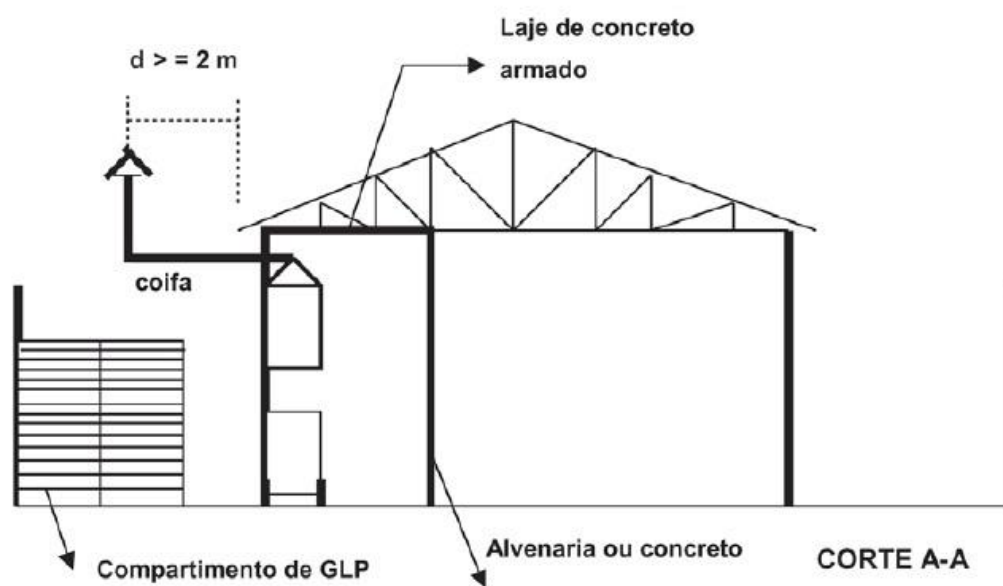 Laje de concreto
armado
d > = 2 m
coifa
Compartimento de GLP
Alvenaria ou concreto
CORTE A-A